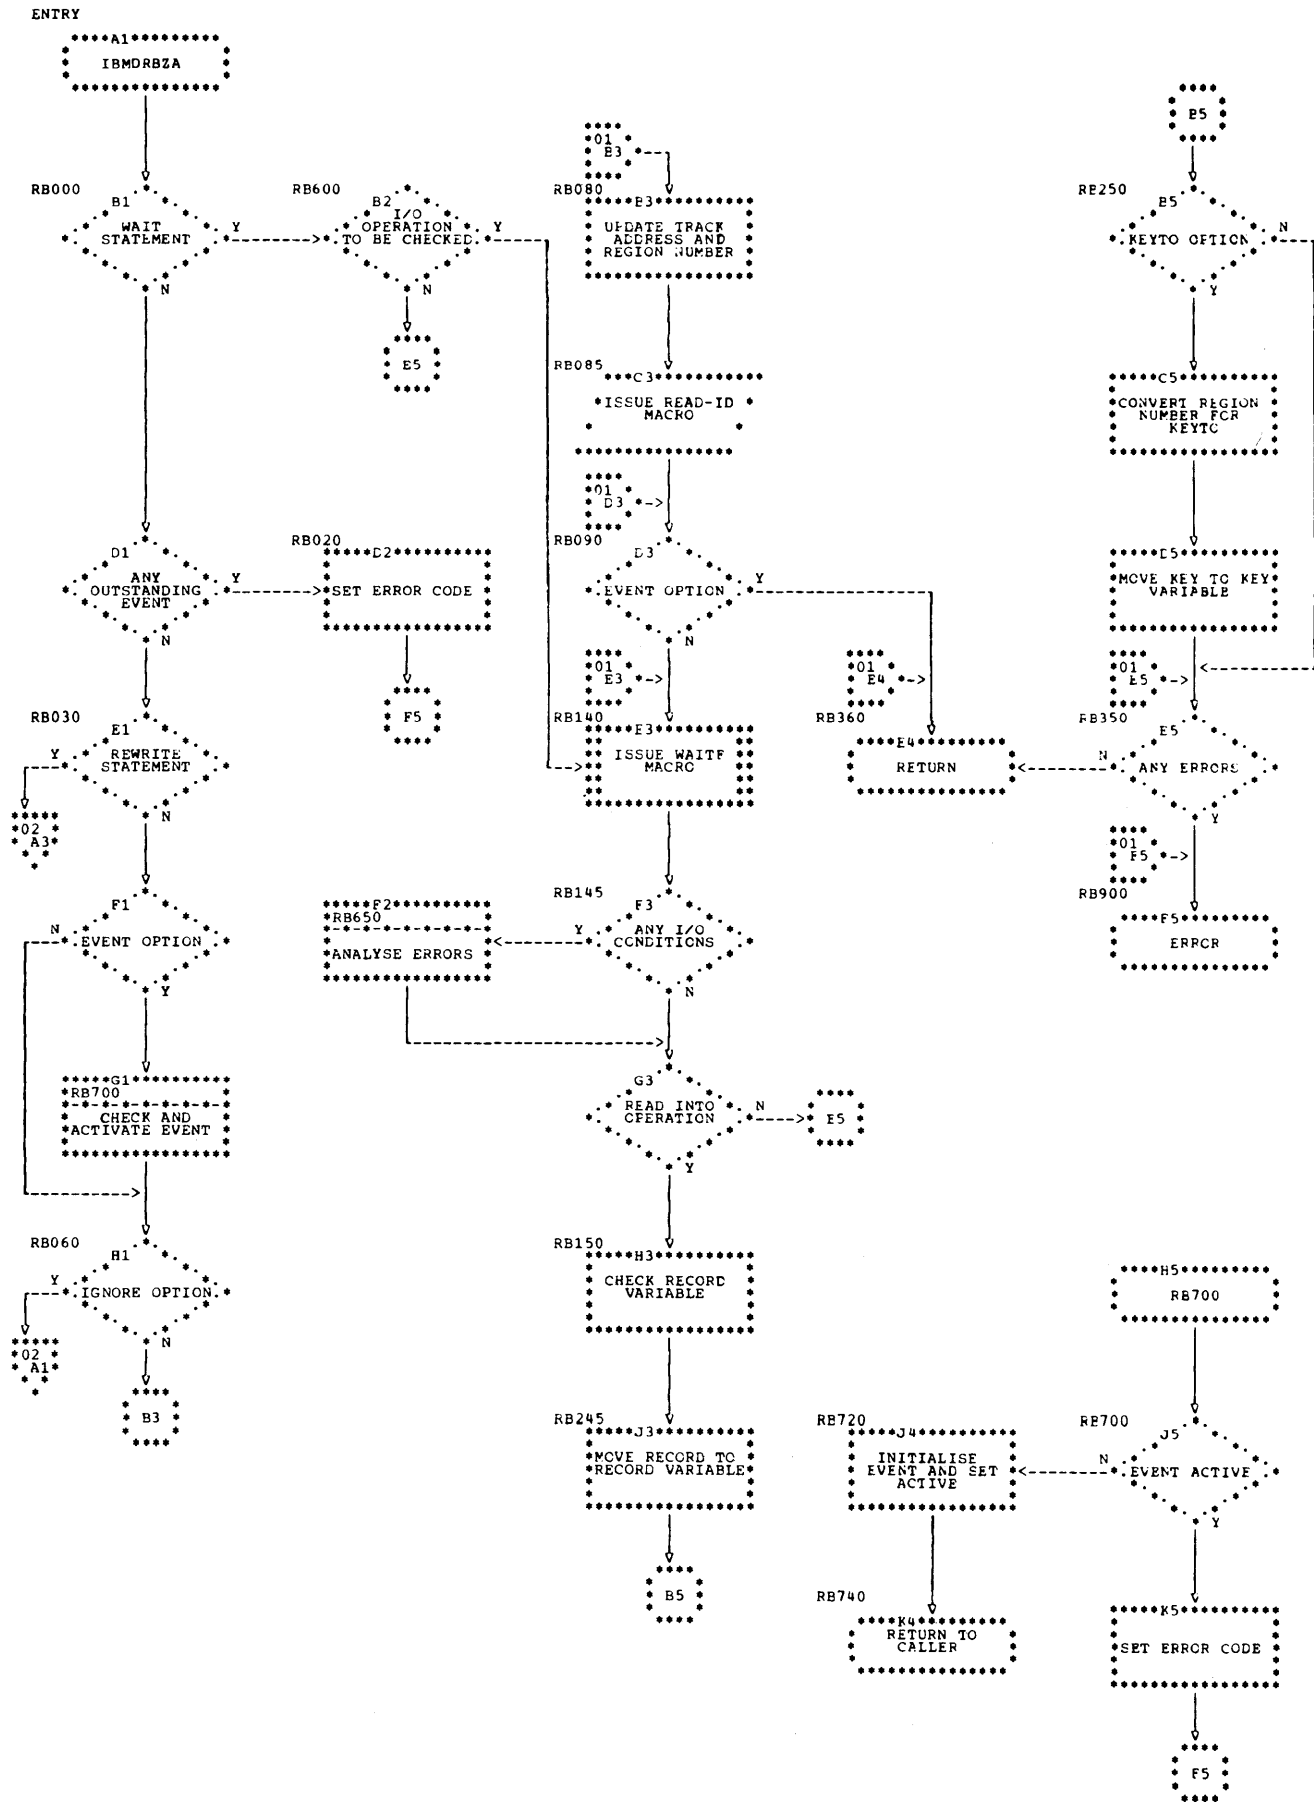 ENTRY
A1
IBMDRBZA
B5
01
B3
RB000
B1
WAIT
STATEMENT
Y
N
RB600
B2
I/O
OPERATION
TO BE CHECKED
Y
N
RB080
B3
UPDATE TRACK
ADDRESS AND
REGION NUMBER
RB250
B5
KEYTO OPTION
N
Y
E5
RB085
C3
ISSUE READ-ID
MACRO
C5
CONVERT REGION
NUMBER FOR
KEYTO
01
D3
D1
ANY
OUTSTANDING
EVENT
Y
N
RB020
D2
SET ERROR CODE
RB090
D3
EVENT OPTION
Y
N
D5
MOVE KEY TO KEY
VARIABLE
01
E3
01
E4
01
E5
F5
RB030
E1
REWRITE
STATEMENT
Y
N
RB140
E3
ISSUE WAITF
MACRO
RB360
E4
RETURN
RB350
E5
ANY ERRORS
N
Y
02
A3
01
F5
F1
EVENT OPTION
N
Y
F2
RB650
ANALYSE ERRORS
RB145
F3
ANY I/O
CONDITIONS
Y
N
RB900
F5
ERROR
G1
RB700
CHECK AND
ACTIVATE EVENT
G3
READ INTO
OPERATION
N
Y
E5
RB060
H1
IGNORE OPTION
Y
N
RB150
H3
CHECK RECORD
VARIABLE
H5
RB700
02
A1
B3
RB245
J3
MOVE RECORD TO
RECORD VARIABLE
RB720
J4
INITIALISE
EVENT AND SET
ACTIVE
RB700
J5
EVENT ACTIVE
N
Y
B5
RB740
K4
RETURN TO
CALLER
K5
SET ERROR CODE
F5